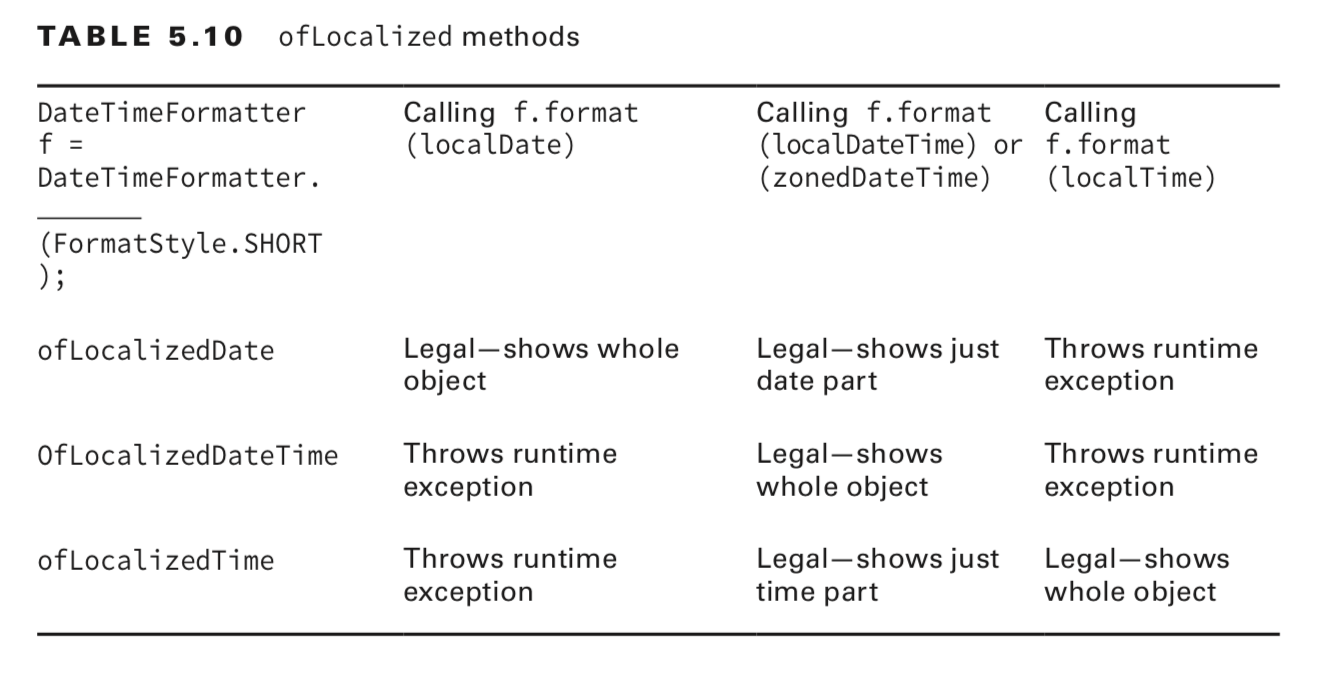 TABLE 5.10 ofLocalized methods
DateTimeFormatter
f =
DateTimeFormatter.
________
(FormatStyle.SHORT
);
Calling f.format
(localDate)
Calling f.format
(localDateTime) or
(zonedDateTime)
Calling
f.format
(localTime)
ofLocalizedDate
Legal—shows whole
object
Legal—shows just
date part
Throws runtime
exception
OfLocalizedDateTime
Throws runtime
exception
Legal—shows
whole object
Throws runtime
exception
ofLocalizedTime
Throws runtime
exception
Legal—shows just
time part
Legal—shows
whole object